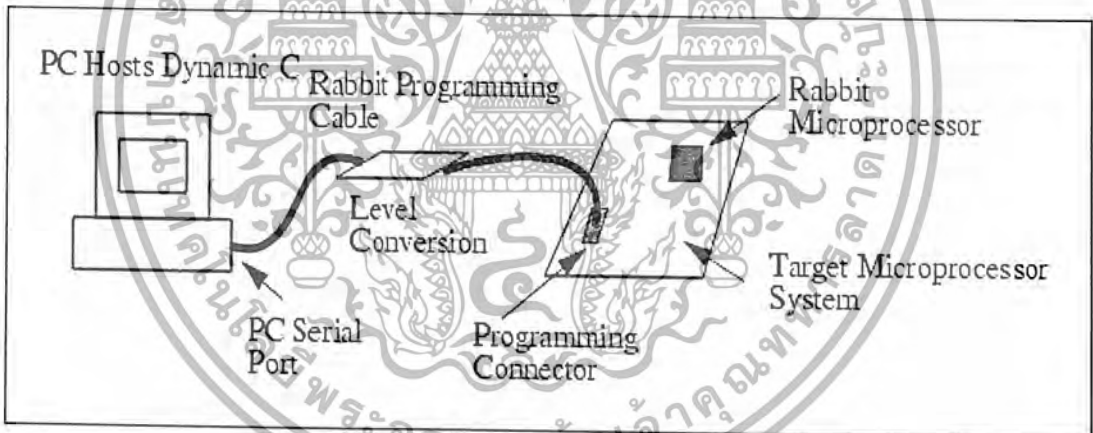 PC Hosts Dynamic C
Rabbit Programming
Cable
Rabbit
Microprocessor
Level
Conversion
Target Microprocessor
System
PC Serial
Port
Programming
Connector